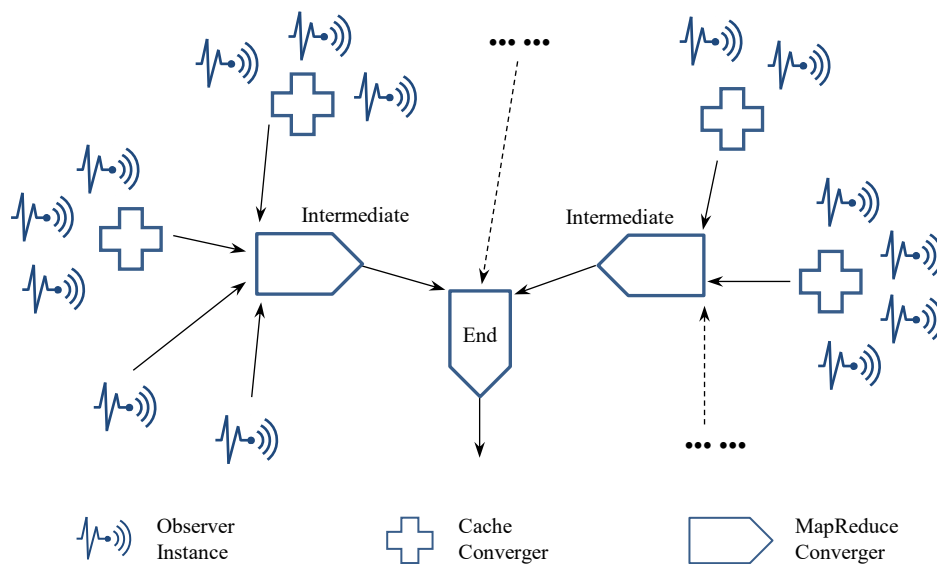 ••• •••
Intermediate
Intermediate
End
••• •••
Observer
Instance
Cache
Converger
MapReduce
Converger